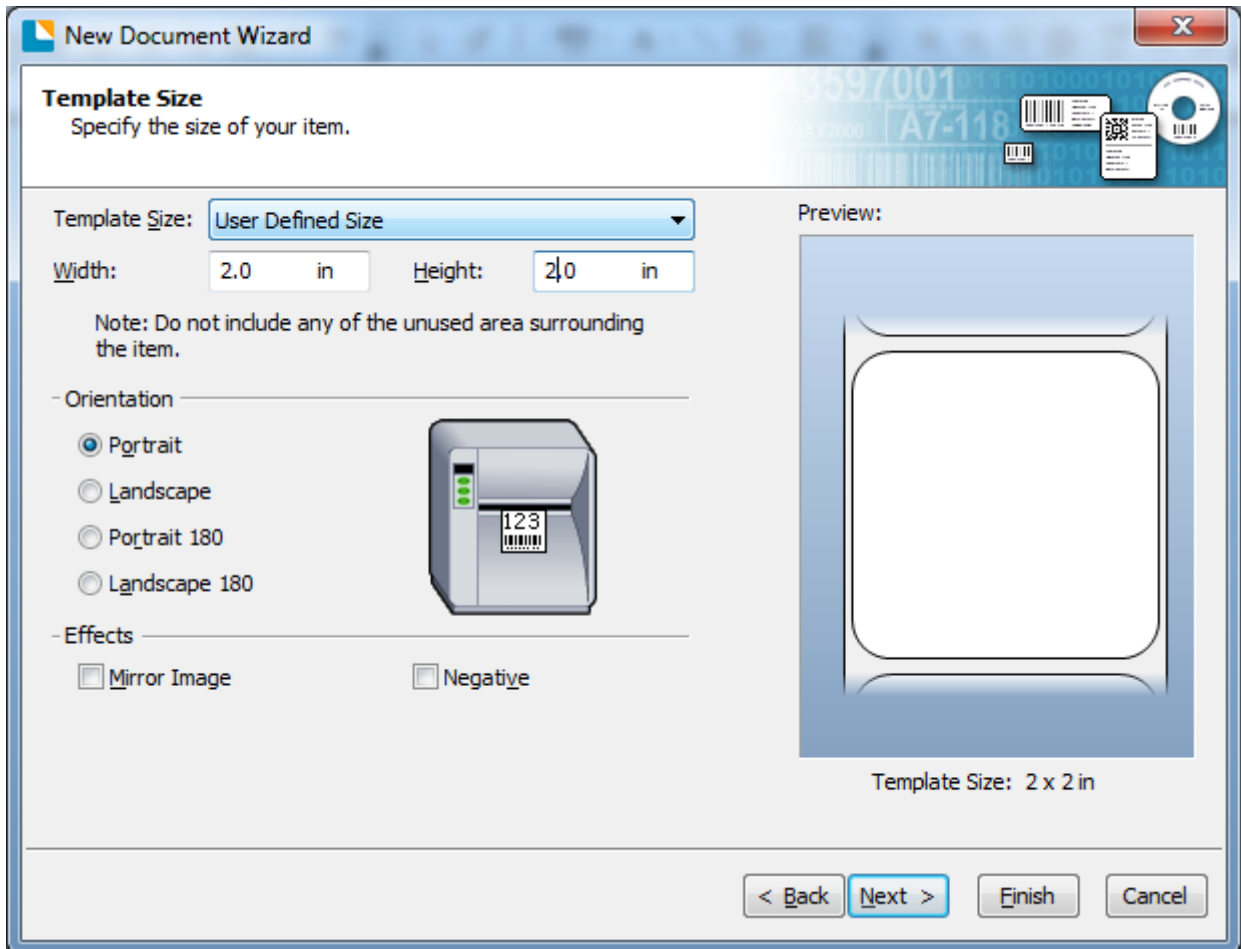 New Document Wizard
Template Size
Specify the size of your item.
3597001
A7-118
Template Size: User Defined Size
Preview:
Width: 2.0 in Height: 2.0 in
Note: Do not include any of the unused area surrounding
the item.
Orientation
Portrait
Landscape
Portrait 180
Landscape 180
123
Effects
Mirror Image Negative
Template Size: 2 x 2 in
< Back Next > Finish Cancel